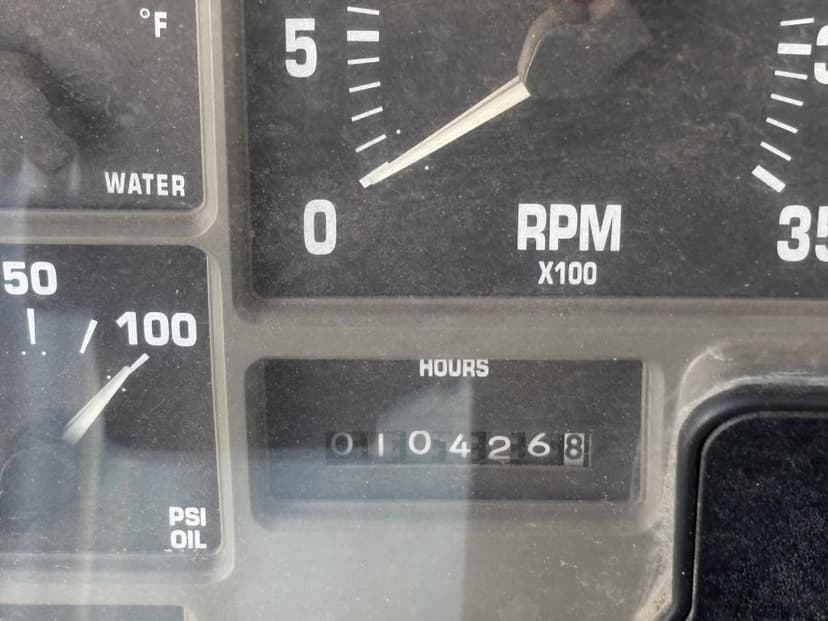 °F
WATER
5
0
RPM
X100
35
50
100
PSI
OIL
HOURS
0104268